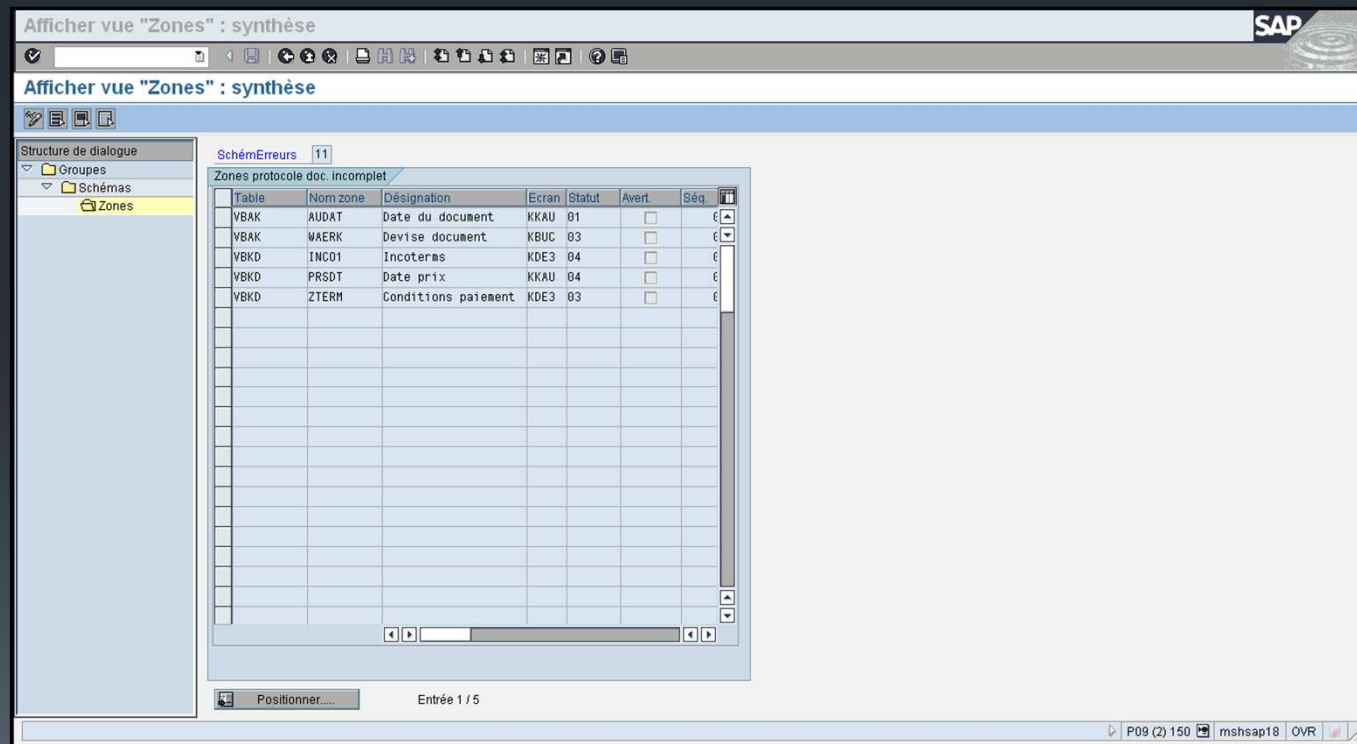 Afficher vue "Zones" : synthèse
SAP
Afficher vue "Zones" : synthèse
Structure de dialogue
Groupes
Schémas
Zones
SchémErreurs 11
Zones protocole doc. incomplet
Table Nom zone Désignation Ecran Statut Avert. Séq.
VBAK AUDAT Date du document KKAU 01
VBAK WAERK Devise document KBUC 03
VBKD INCO1 Incoterms KDE3 04
VBKD PRSDT Date prix KKAU 04
VBKD ZTERM Conditions paiement KDE3 03
Positionner..... Entrée 1 / 5
P09 (2) 150 mshsap18 OVR